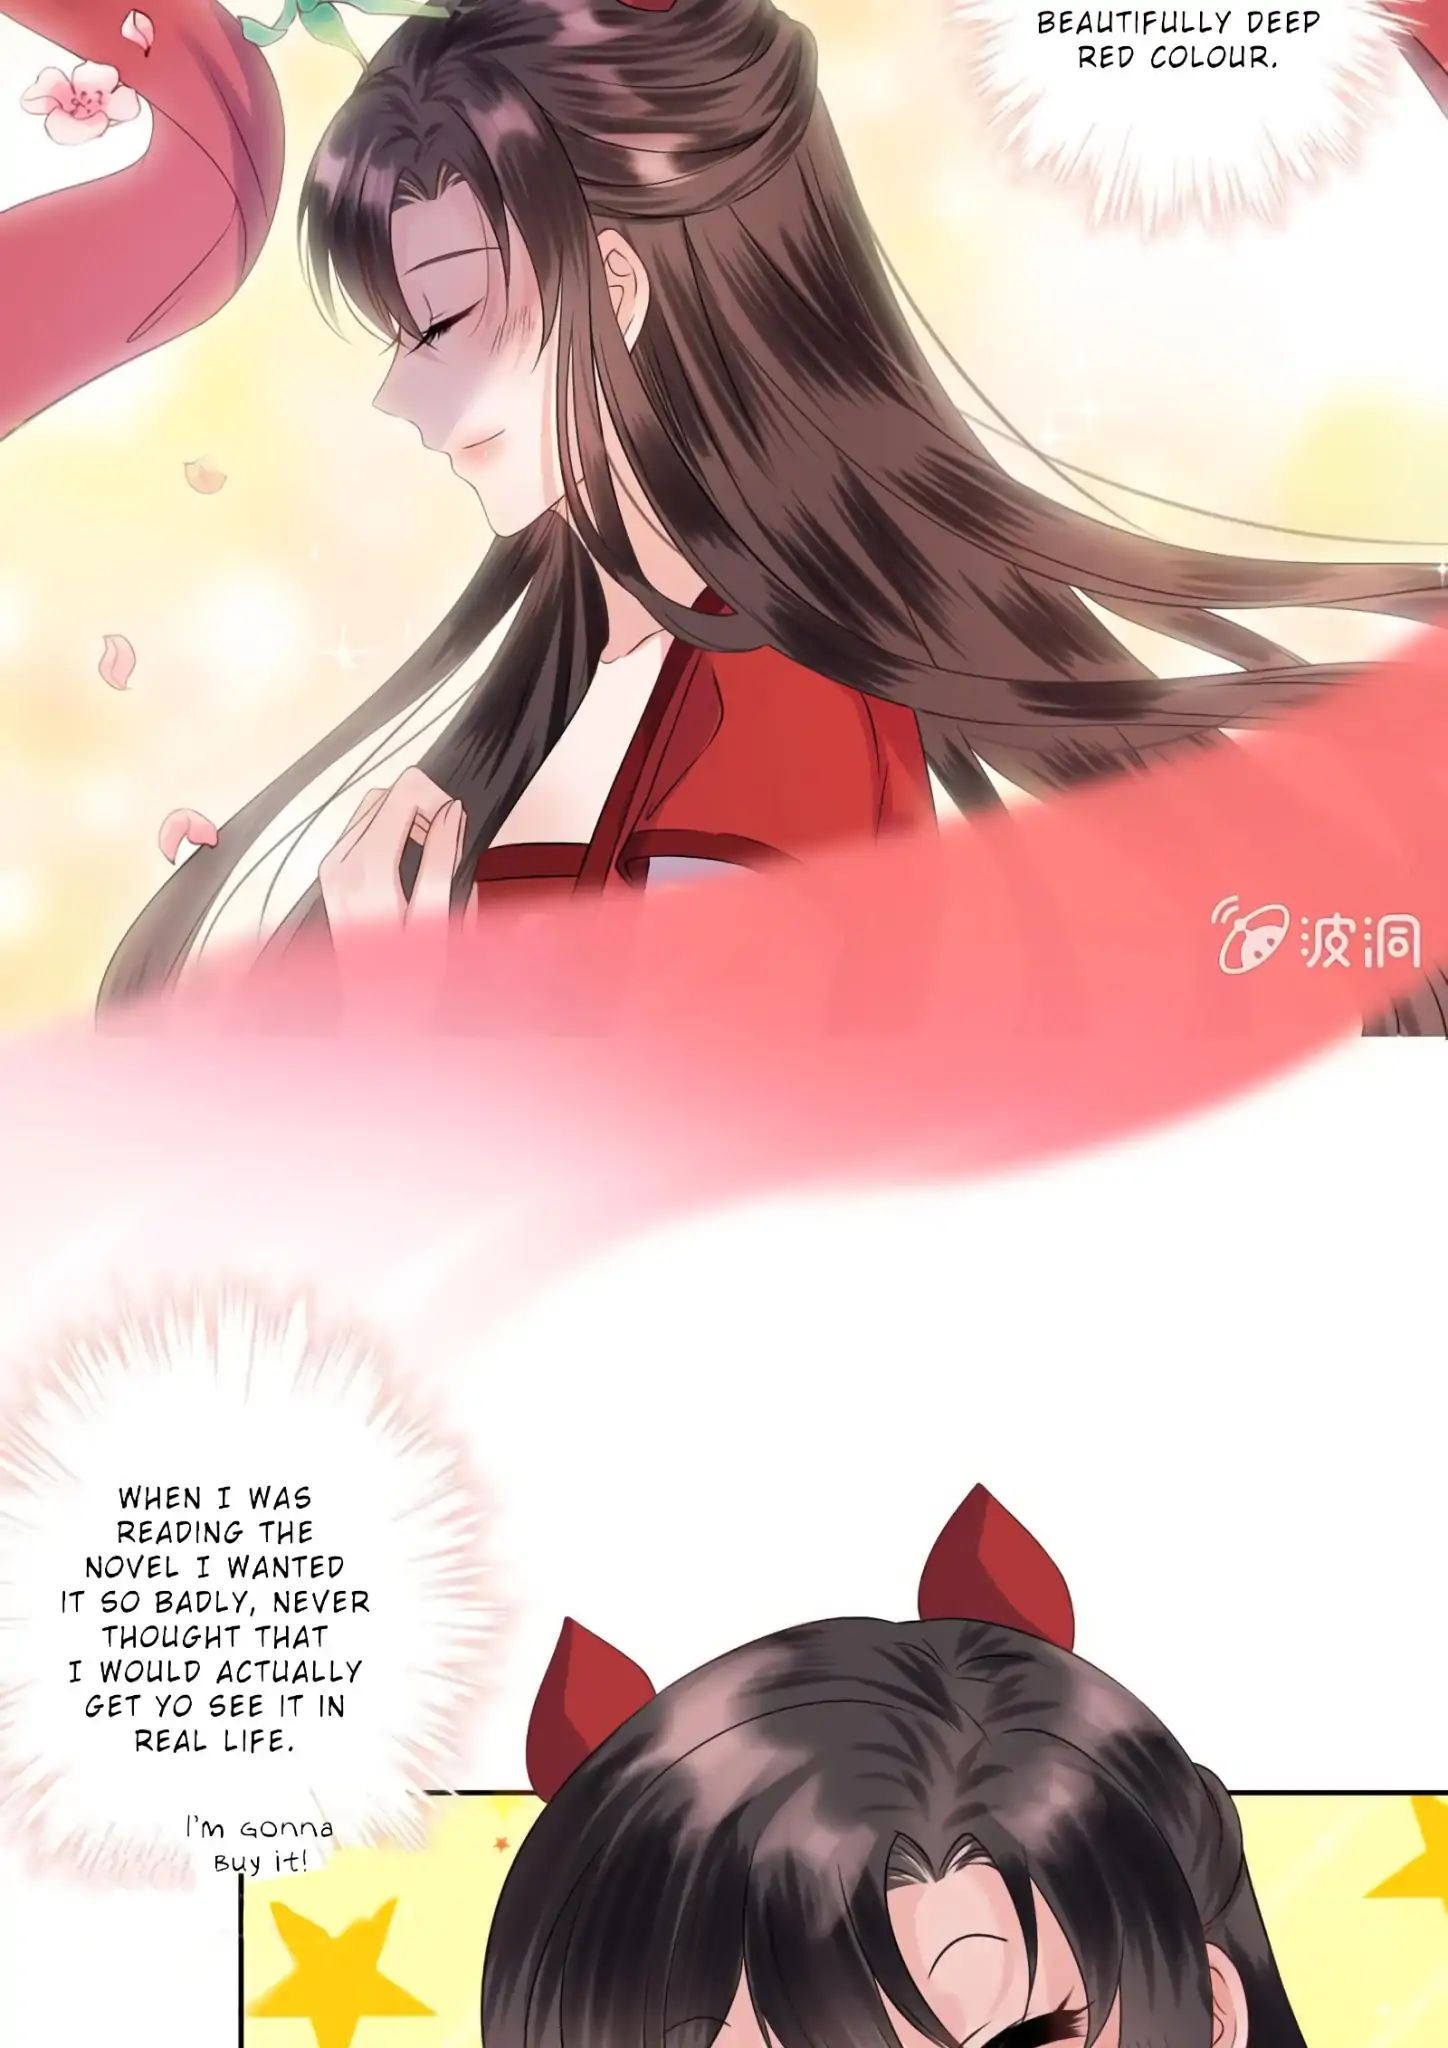 BEAUTIFULLY DEEP
RED COLOUR.
波洞
WHEN I WAS
READING THE
NOVEL I WANTED
IT SO BADLY, NEVER
THOUGHT THAT
I WOULD ACTUALLY
GET YO SEE IT IN
REAL LIFE.
I'm Gonna
Buy it!